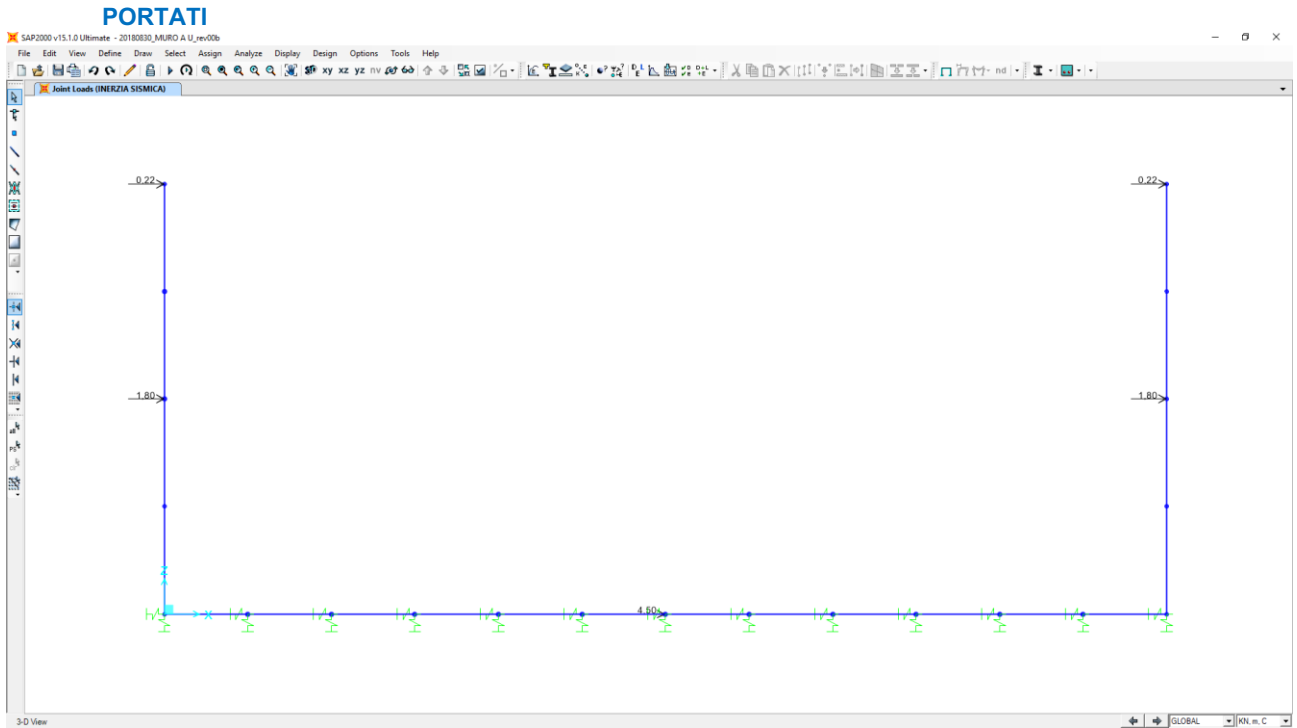 PORTATI
SAP2000 v15.1.0 Ultimate - 20180830_MURO A U_rev00b
File Edit View Define Draw Select Assign Analyze Display Design Options Tools Help
xy xz yz nv nd
Joint Loads (INERZIA SISMICA)
0.22 0.22
1.80 1.80
4.50
Z
X
3-D View GLOBAL KN, m, C